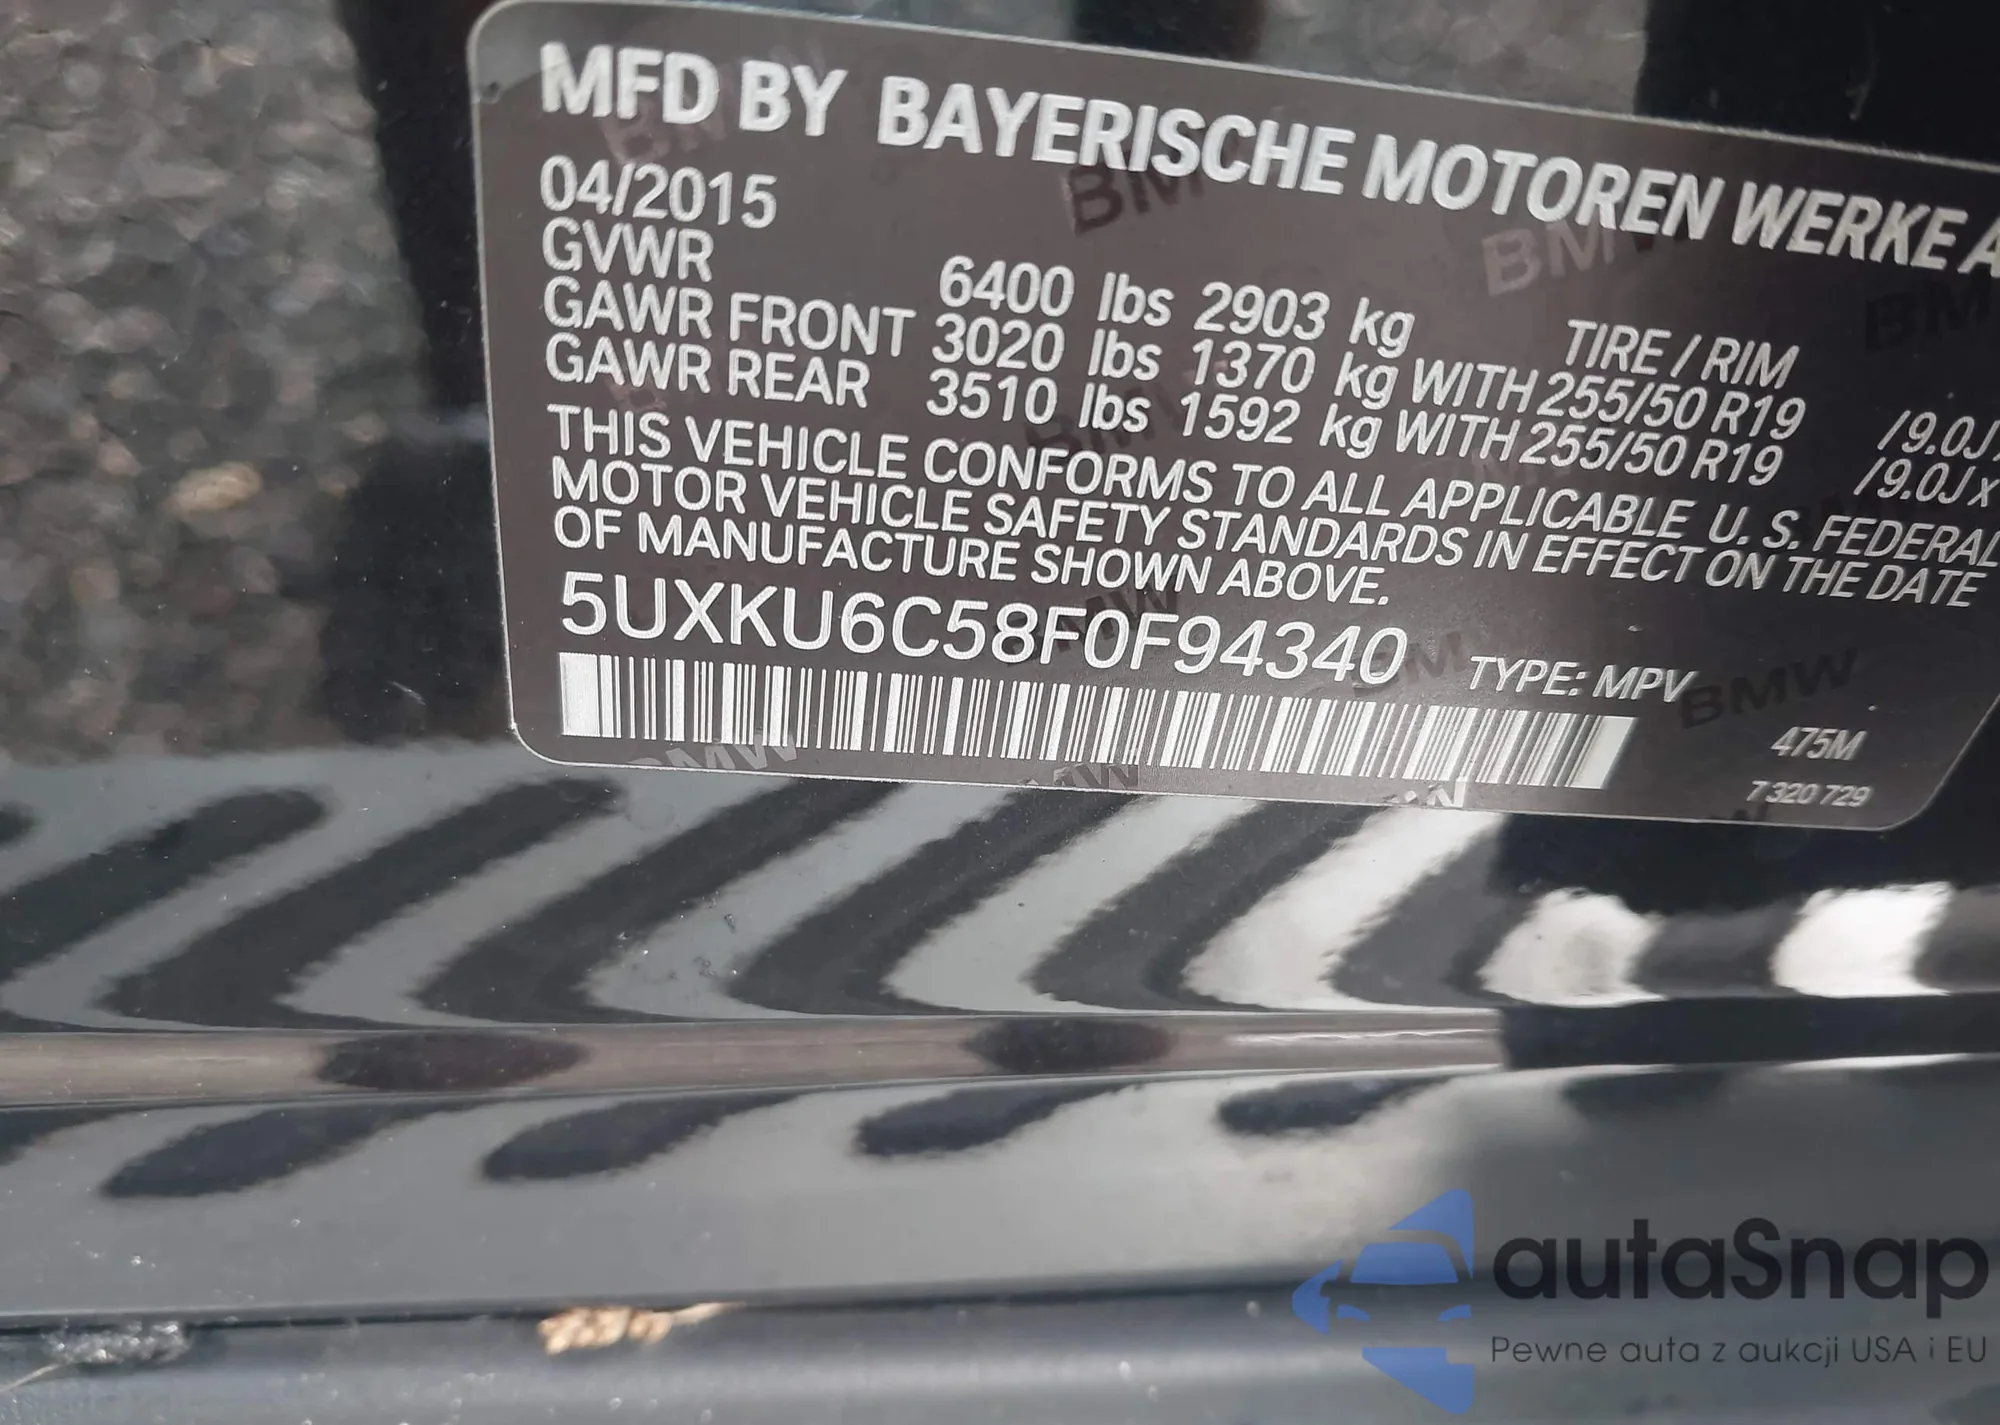 MFD BY BAYERISCHE MOTOREN WERKE A
04/2015
GVWR 6400 lbs 2903 kg TIRE / RIM
GAWR FRONT 3020 lbs 1370 kg WITH 255/50 R19 /9.0J
GAWR REAR 3510 lbs 1592 kg WITH 255/50 R19 /9.0J x
THIS VEHICLE CONFORMS TO ALL APPLICABLE U. S. FEDERAL
MOTOR VEHICLE SAFETY STANDARDS IN EFFECT ON THE DATE
OF MANUFACTURE SHOWN ABOVE.
5UXKU6C58F0F94340 TYPE: MPV
475M
7 320 729
autaSnap
Pewne auta z aukcji USA i EU